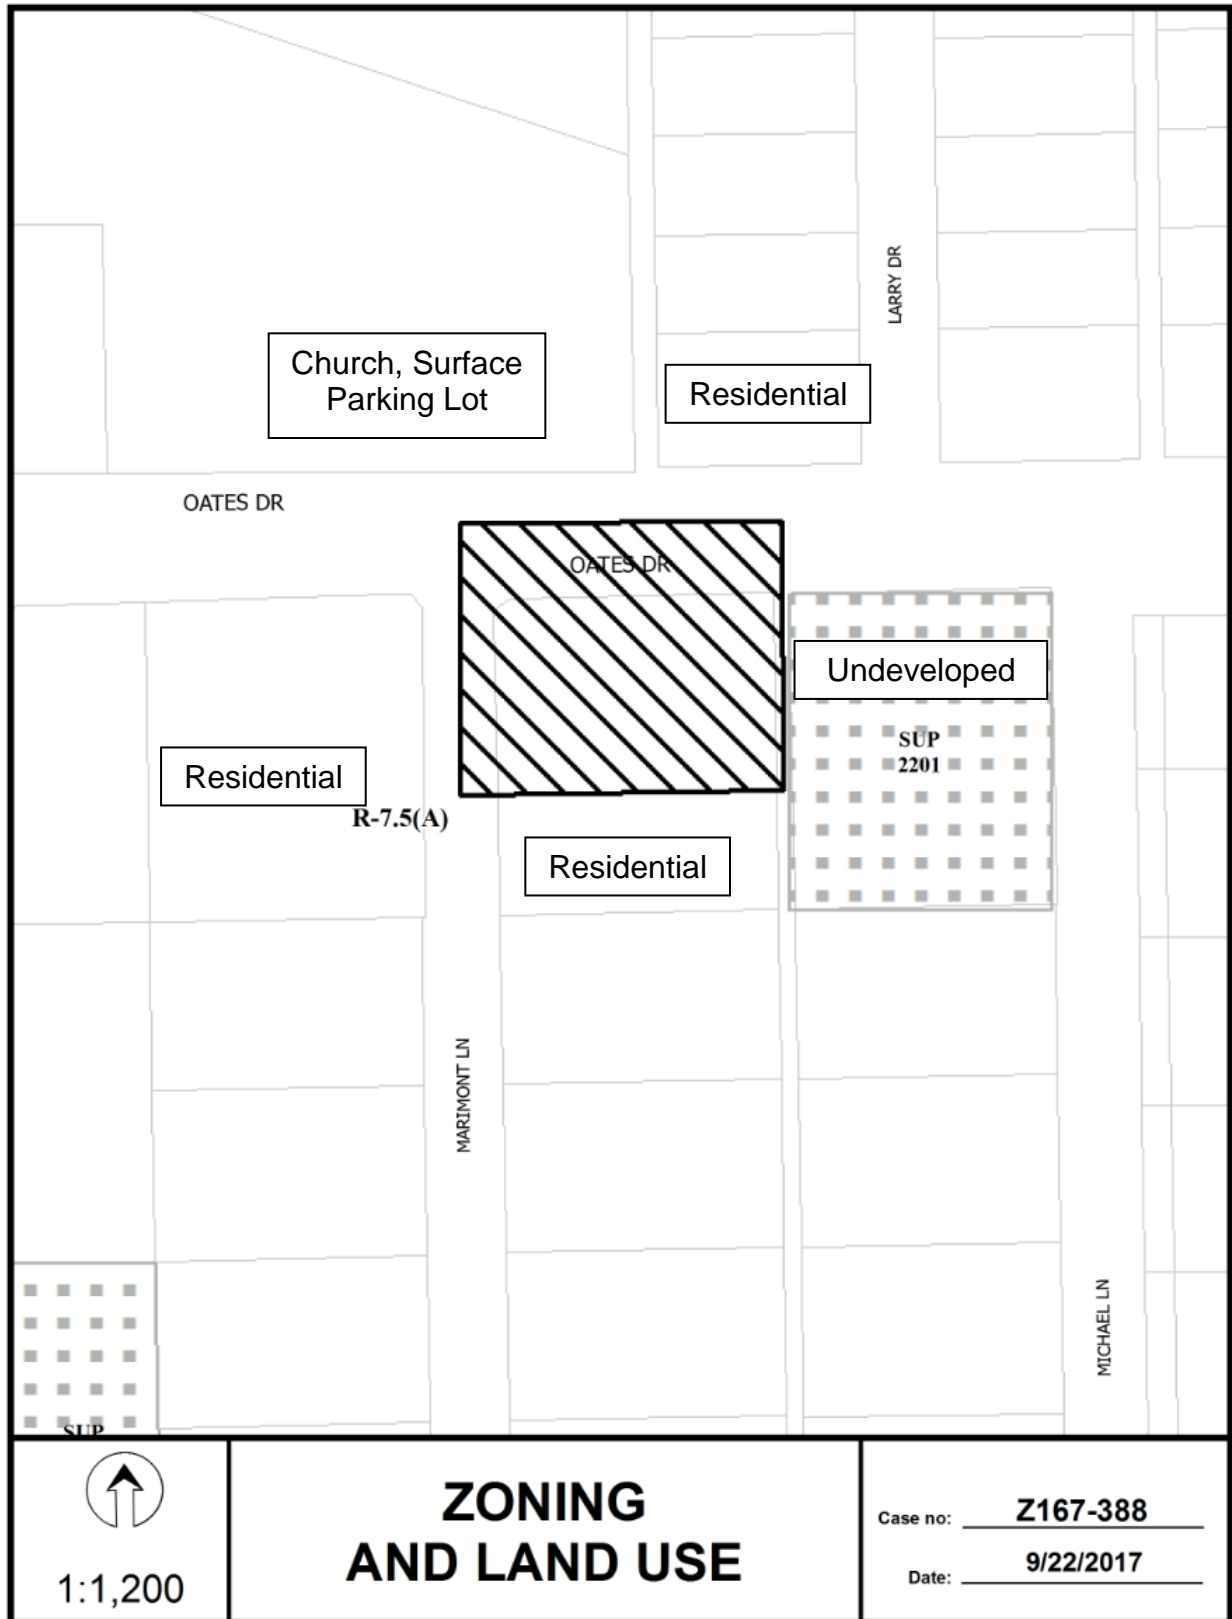 LARRY DR
Church, Surface
Parking Lot
Residential
OATES DR
OATES DR
Undeveloped
SUP
2201
Residential
R-7.5(A)
Residential
MARIMONT LN
MICHAEL LN
SUP
1:1,200
ZONING
AND LAND USE
Case no: Z167-388
Date: 9/22/2017